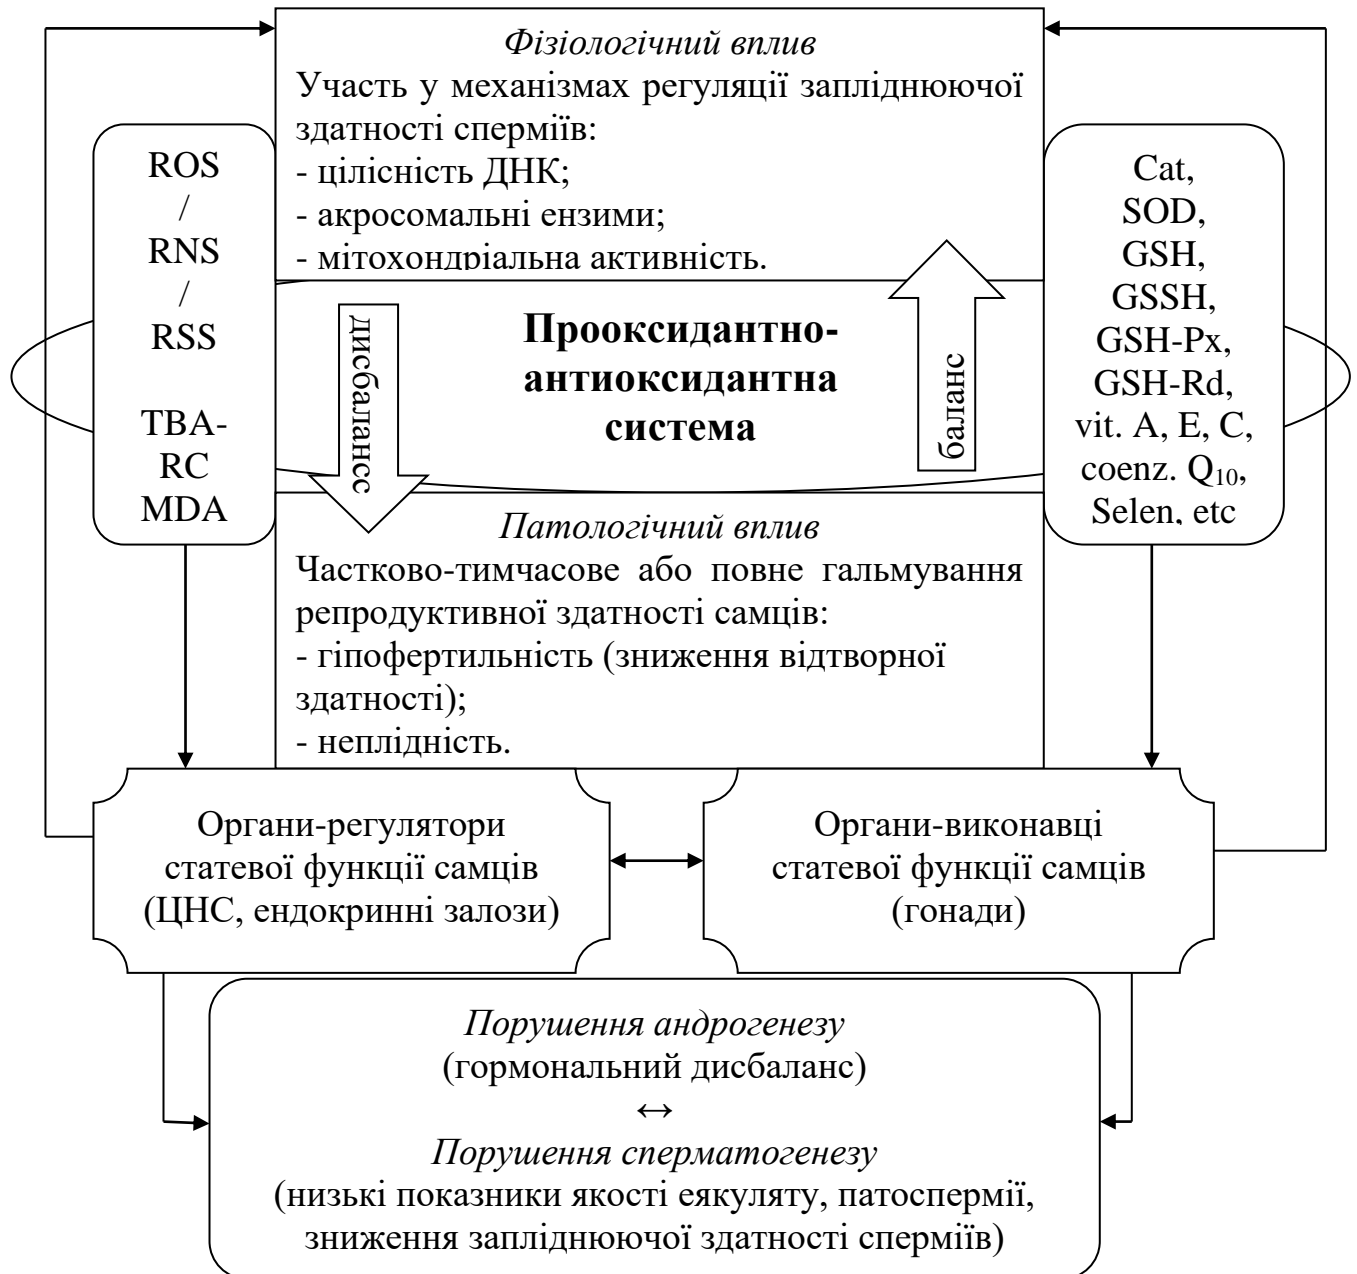 Фізіологічний вплив
Участь у механізмах регуляції запліднюючої
здатності сперміїв:
- цілісність ДНК;
- акросомальні ензими;
- мітохондріальна активність.
ROS
/
RNS
/
RSS
TBA-
RC
MDA
дисбаланс
Прооксидантно-
антиоксидантна
система
баланс
Cat,
SOD,
GSH,
GSSH,
GSH-Px,
GSH-Rd,
vit. A, E, C,
coenz. Q₁₀,
Selen, etc
Патологічний вплив
Частково-тимчасове або повне гальмування
репродуктивної здатності самців:
- гіпофертильність (зниження відтворної
здатності);
- неплідність.
Органи-регулятори
статевої функції самців
(ЦНС, ендокринні залози)
Органи-виконавці
статевої функції самців
(гонади)
Порушення андрогенезу
(гормональний дисбаланс)
↔
Порушення сперматогенезу
(низькі показники якості еякуляту, патоспермії,
зниження запліднюючої здатності сперміїв)